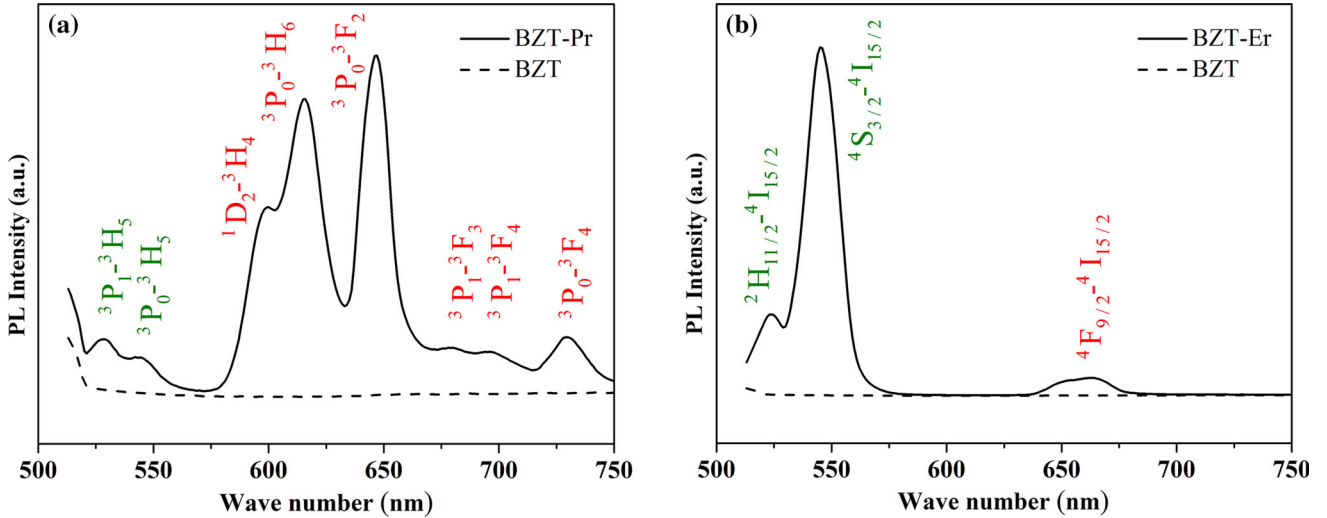 (a)
BZT-Pr
BZT
³P₁-³H₅
³P₀-³H₅
¹D₂-³H₄
³P₀-³H₆
³P₀-³F₂
³P₁-³F₃
³P₁-³F₄
³P₀-³F₄
PL Intensity (a.u.)
500 550 600 650 700 750
Wave number (nm)
(b)
BZT-Er
BZT
²H₁₁/₂-⁴I₁₅/₂
⁴S₃/₂-⁴I₁₅/₂
⁴F₉/₂-⁴I₁₅/₂
PL Intensity (a.u.)
500 550 600 650 700 750
Wave number (nm)